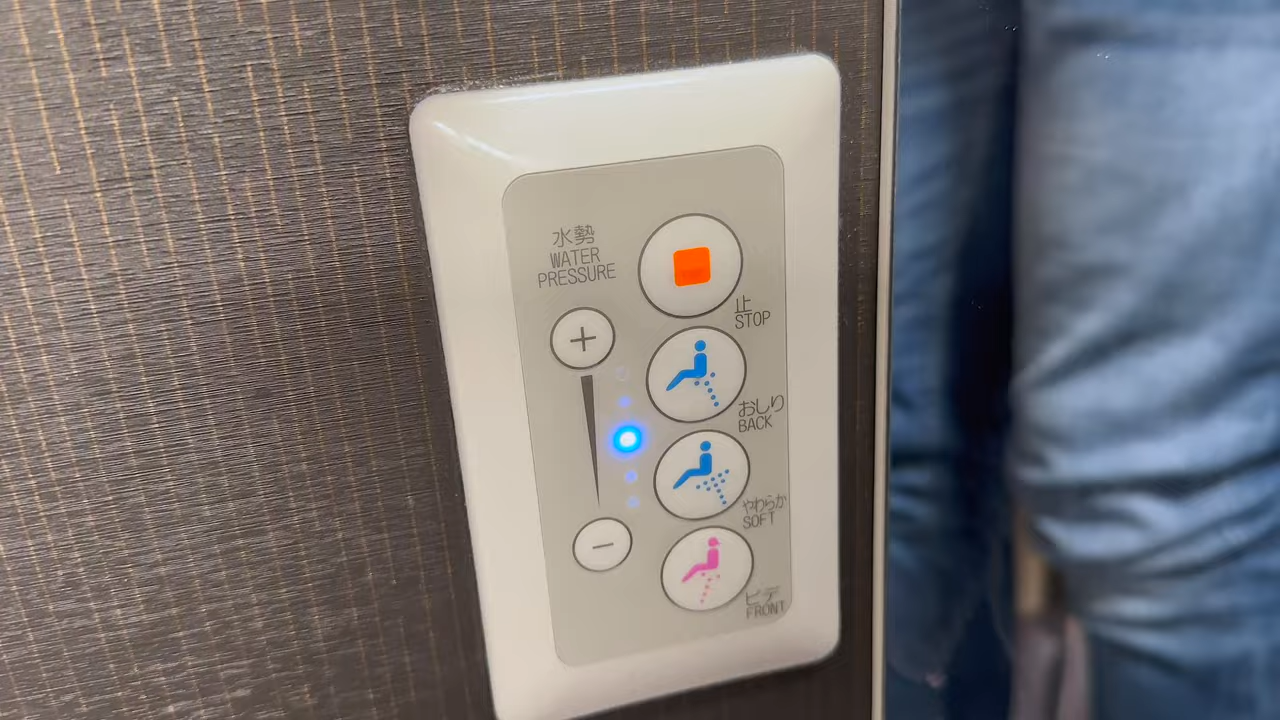 水勢
WATER
PRESSURE
+
−
止
STOP
おしり
BACK
やわらか
SOFT
ビデ
FRONT